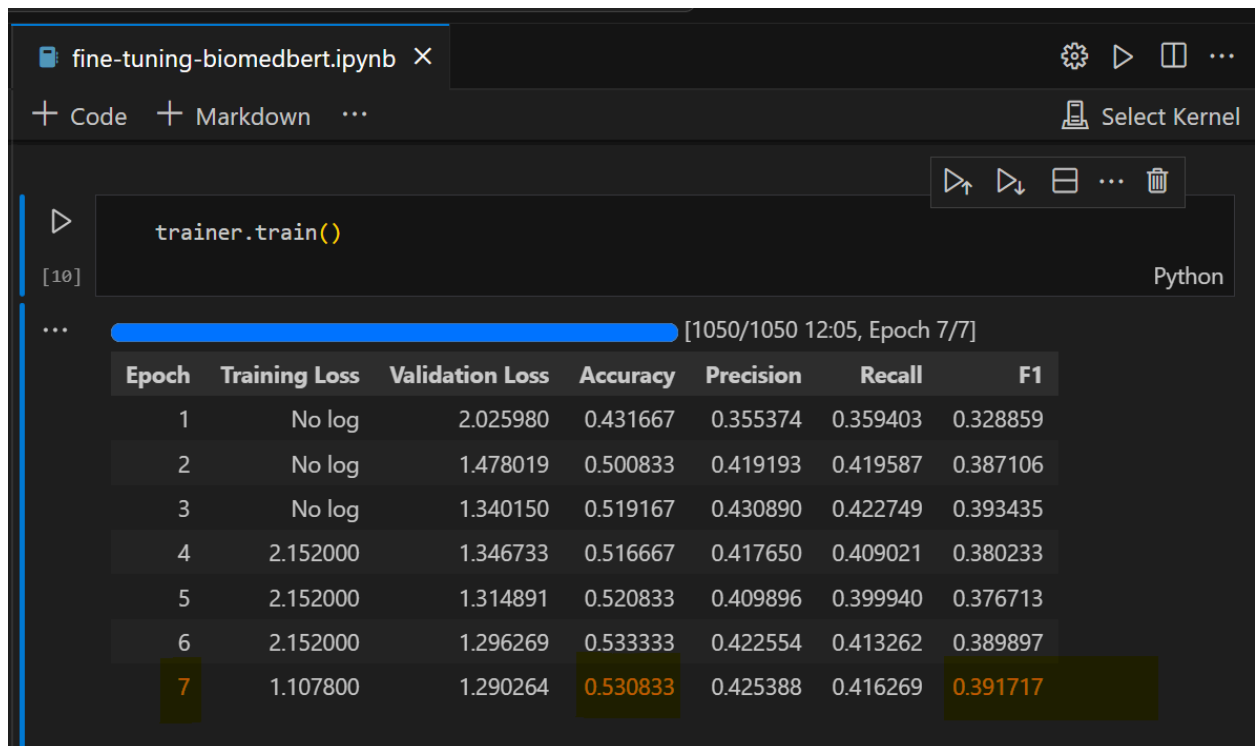 fine-tuning-biomedbert.ipynb
+ Code + Markdown ...
Select Kernel
trainer.train()
[10]
Python
[1050/1050 12:05, Epoch 7/7]
Epoch Training Loss Validation Loss Accuracy Precision Recall F1
1 No log 2.025980 0.431667 0.355374 0.359403 0.328859
2 No log 1.478019 0.500833 0.419193 0.419587 0.387106
3 No log 1.340150 0.519167 0.430890 0.422749 0.393435
4 2.152000 1.346733 0.516667 0.417650 0.409021 0.380233
5 2.152000 1.314891 0.520833 0.409896 0.399940 0.376713
6 2.152000 1.296269 0.533333 0.422554 0.413262 0.389897
7 1.107800 1.290264 0.530833 0.425388 0.416269 0.391717